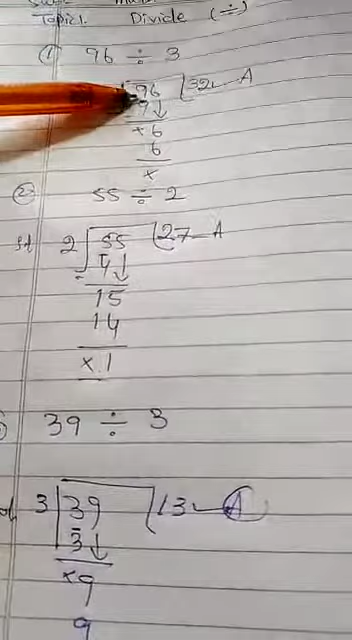 Topic 1. Divide (÷)
① 96 ÷ 3
96 (32 A
9↓
×6
6
×
② 55 ÷ 2
2 55 (27 A
4↓
15
14
×1
39 ÷ 3
3 39 (13 A
3↓
×9
9